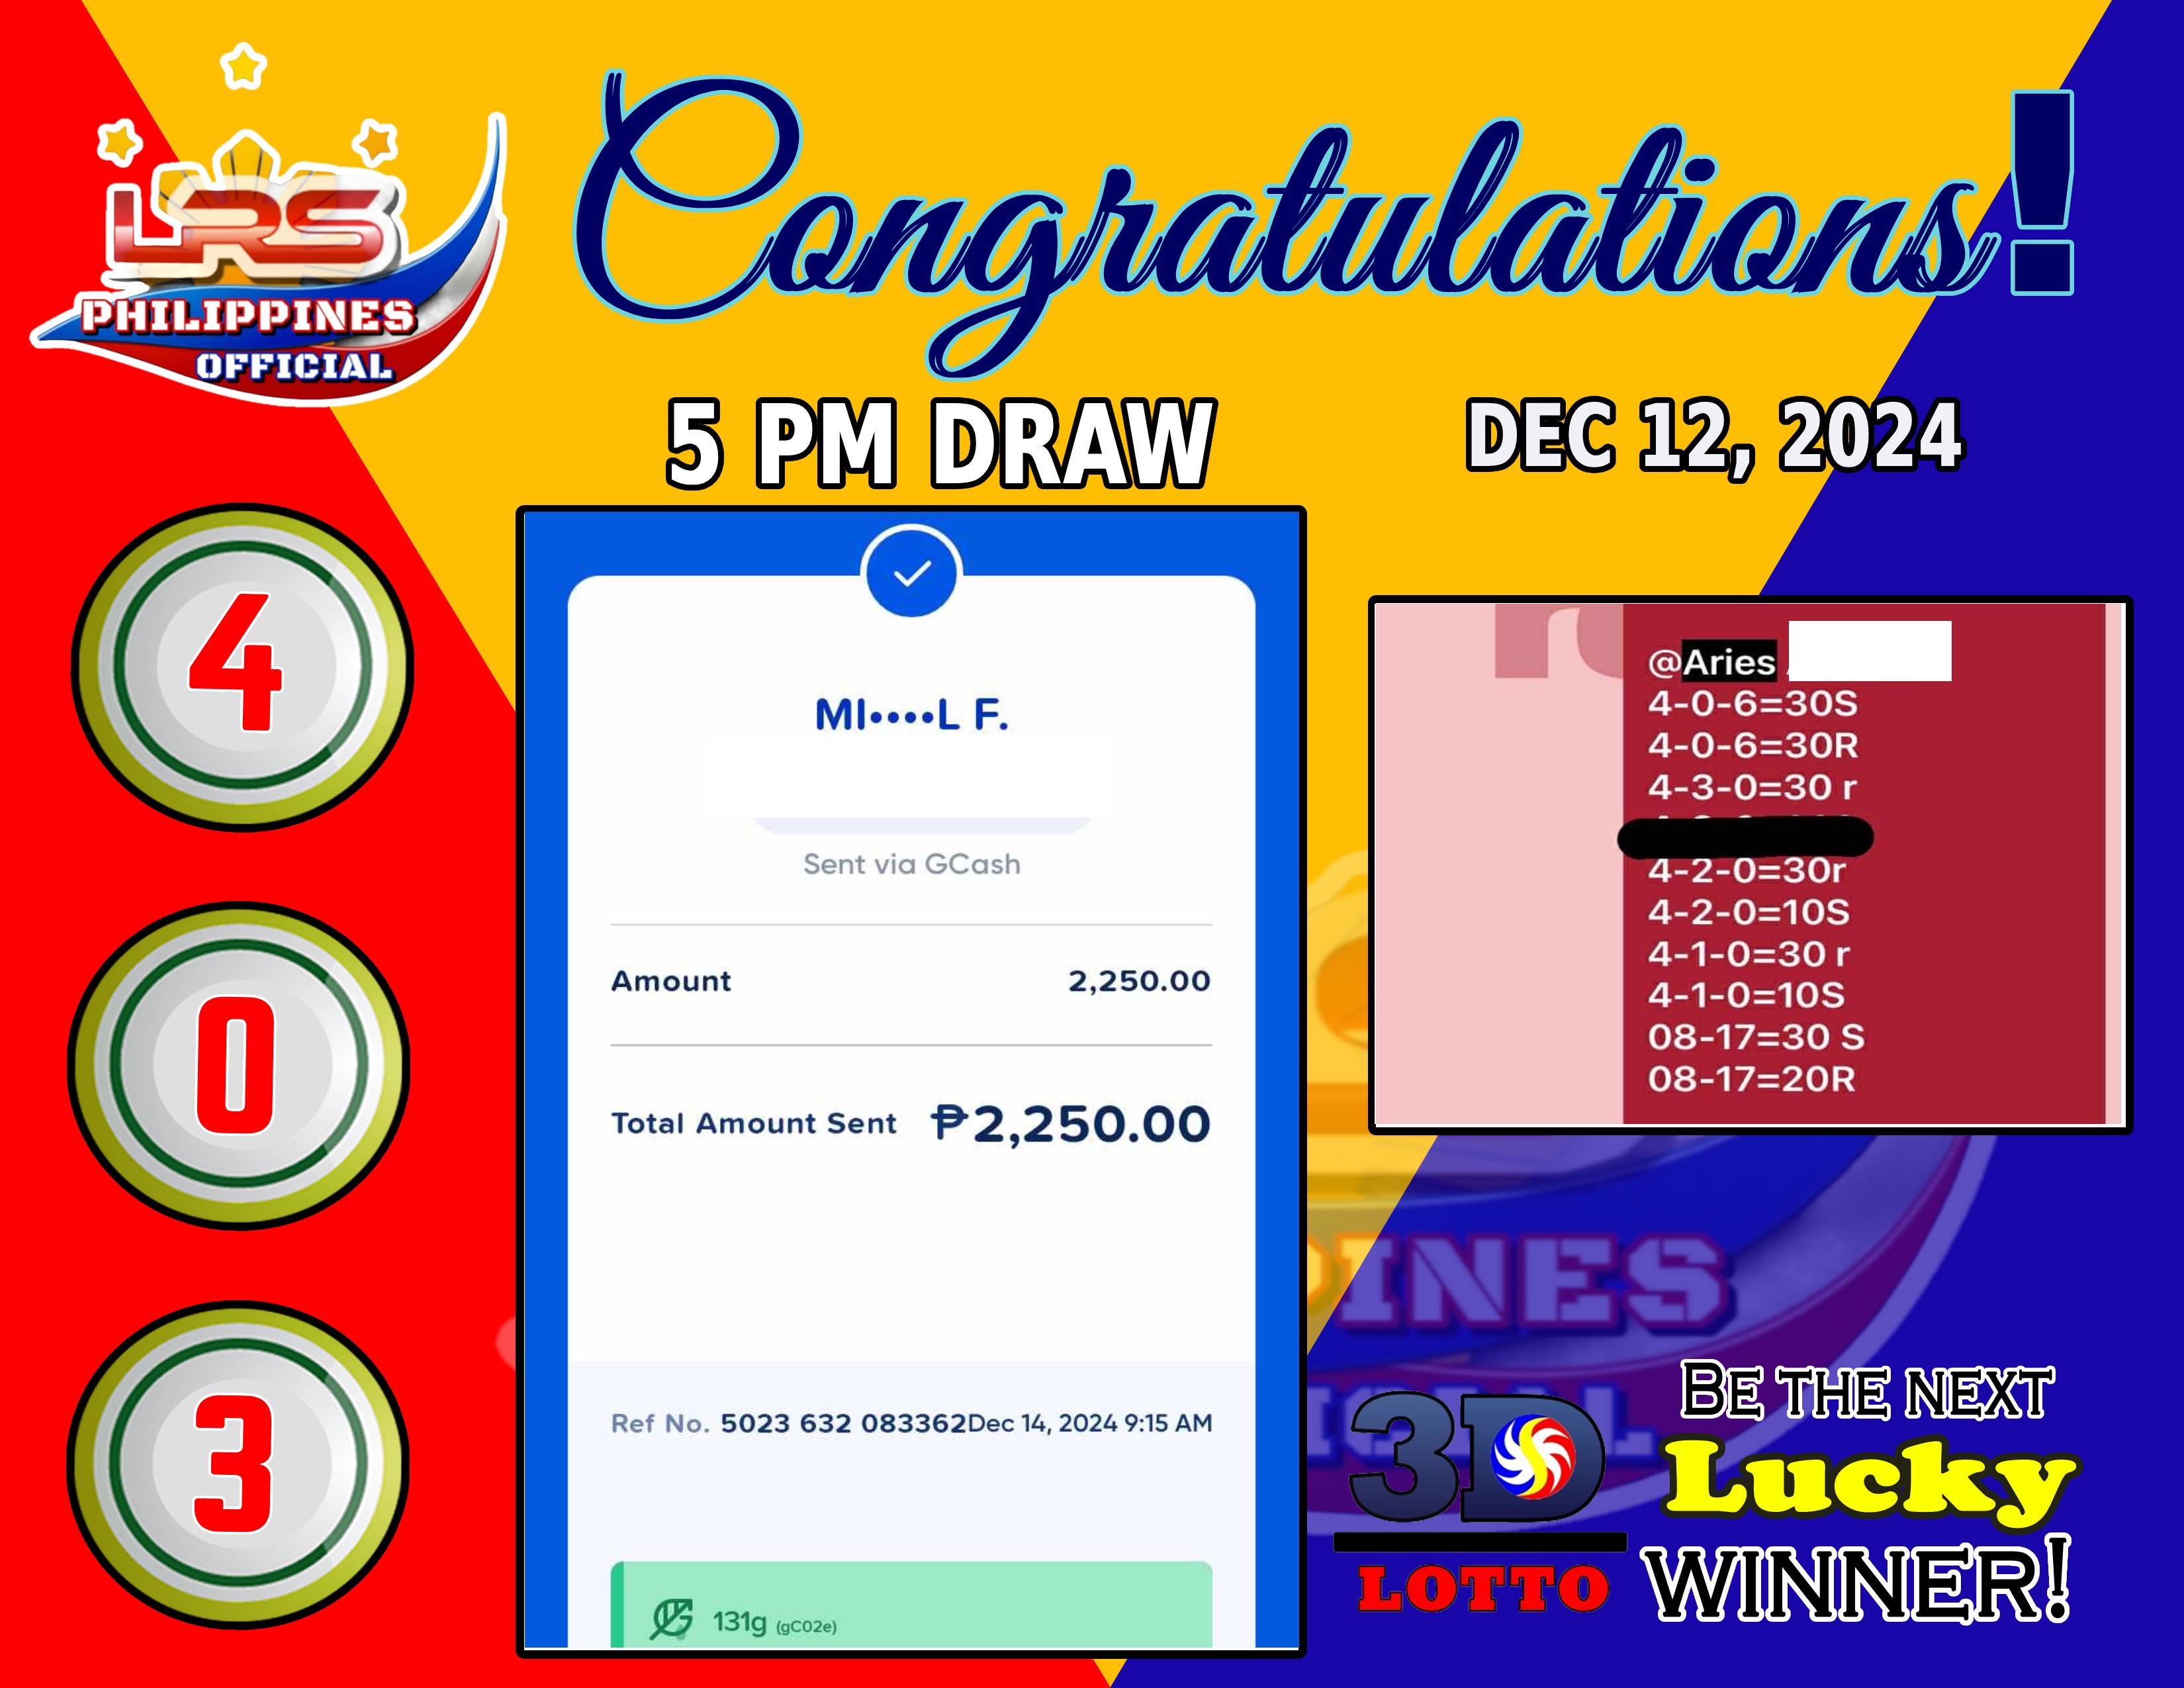 LRS
PHILIPPINES
OFFICIAL
Congratulations!
5 PM DRAW
DEC 12, 2024
4
0
3
MI••••L F.
Sent via GCash
Amount 2,250.00
Total Amount Sent ₱2,250.00
Ref No. 5023 632 083362 Dec 14, 2024 9:15 AM
131g (gCO2e)
@Aries
4-0-6=30S
4-0-6=30R
4-3-0=30 r
4-2-0=30r
4-2-0=10S
4-1-0=30 r
4-1-0=10S
08-17=30 S
08-17=20R
PINES
ICIAL
3D
LOTTO
BE THE NEXT
Lucky
WINNER!